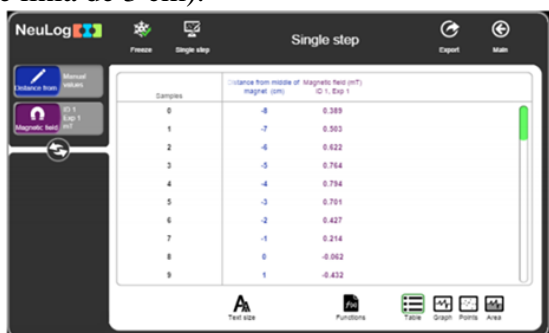 NeuLog
Freeze
Single step
Single step
Export
Main
Distance from
Manual
values
Distance from middle of
magnet (cm)
Magnetic field (mT)
ID 1, Exp 1
Samples
Magnetic field
ID 1
Exp 1
mT
0 -8 0.389
1 -7 0.503
2 -6 0.622
3 -5 0.764
4 -4 0.794
5 -3 0.701
6 -2 0.427
7 -1 0.214
8 0 -0.062
9 1 -0.432
Text size
Functions
Table
Graph
Points
Area